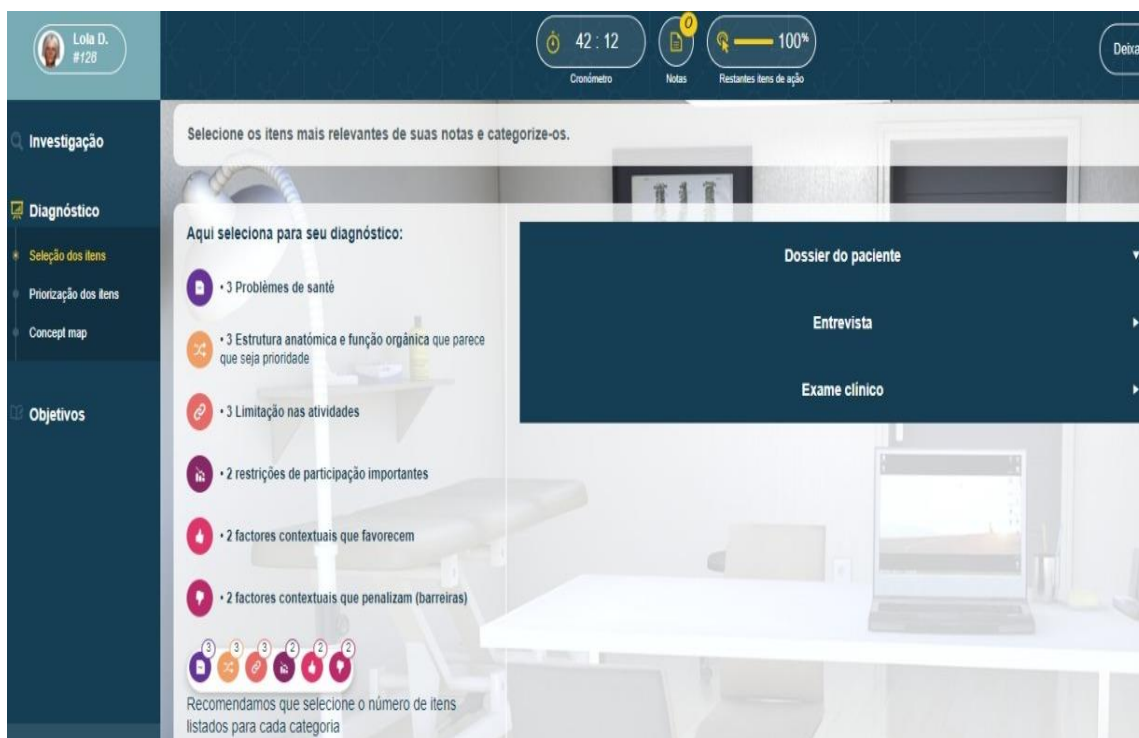 Lola D.
#128
42 : 12
Cronómetro
0
Notas
100%
Restantes itens de ação
Deixa
Investigação
Diagnóstico
Seleção dos itens
Priorização dos itens
Concept map
Objetivos
Selecione os itens mais relevantes de suas notas e categorize-os.
Aqui seleciona para seu diagnóstico:
• 3 Problèmes de santé
• 3 Estrutura anatómica e função orgânica que parece
que seja prioridade
• 3 Limitação nas atividades
• 2 restrições de participação importantes
• 2 factores contextuais que favorecem
• 2 factores contextuais que penalizam (barreiras)
3 3 3 2 2 2
Recomendamos que selecione o número de itens
listados para cada categoria
Dossier do paciente
Entrevista
Exame clínico